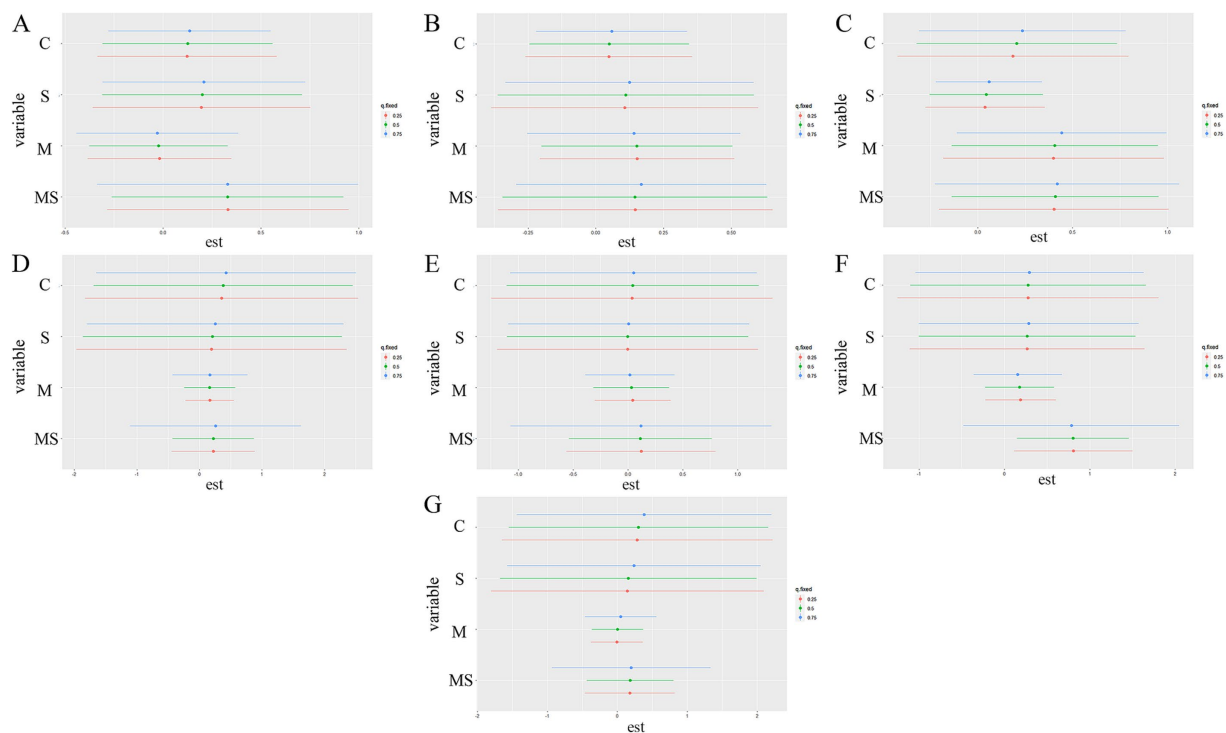 A
variable
C
S
M
MS
-0.5
0.0
0.5
1.0
est
q.fixed
0.25
0.5
0.75
B
variable
C
S
M
MS
-0.25
0.00
0.25
0.50
est
q.fixed
0.25
0.5
0.75
C
variable
C
S
M
MS
0.0
0.5
1.0
est
q.fixed
0.25
0.5
0.75
D
variable
C
S
M
MS
-2
-1
0
1
2
est
q.fixed
0.25
0.5
0.75
E
variable
C
S
M
MS
-1.0
-0.5
0.0
0.5
1.0
est
q.fixed
0.25
0.5
0.75
F
variable
C
S
M
MS
-1
0
1
2
est
q.fixed
0.25
0.5
0.75
G
variable
C
S
M
MS
-2
-1
0
1
2
est
q.fixed
0.25
0.5
0.75